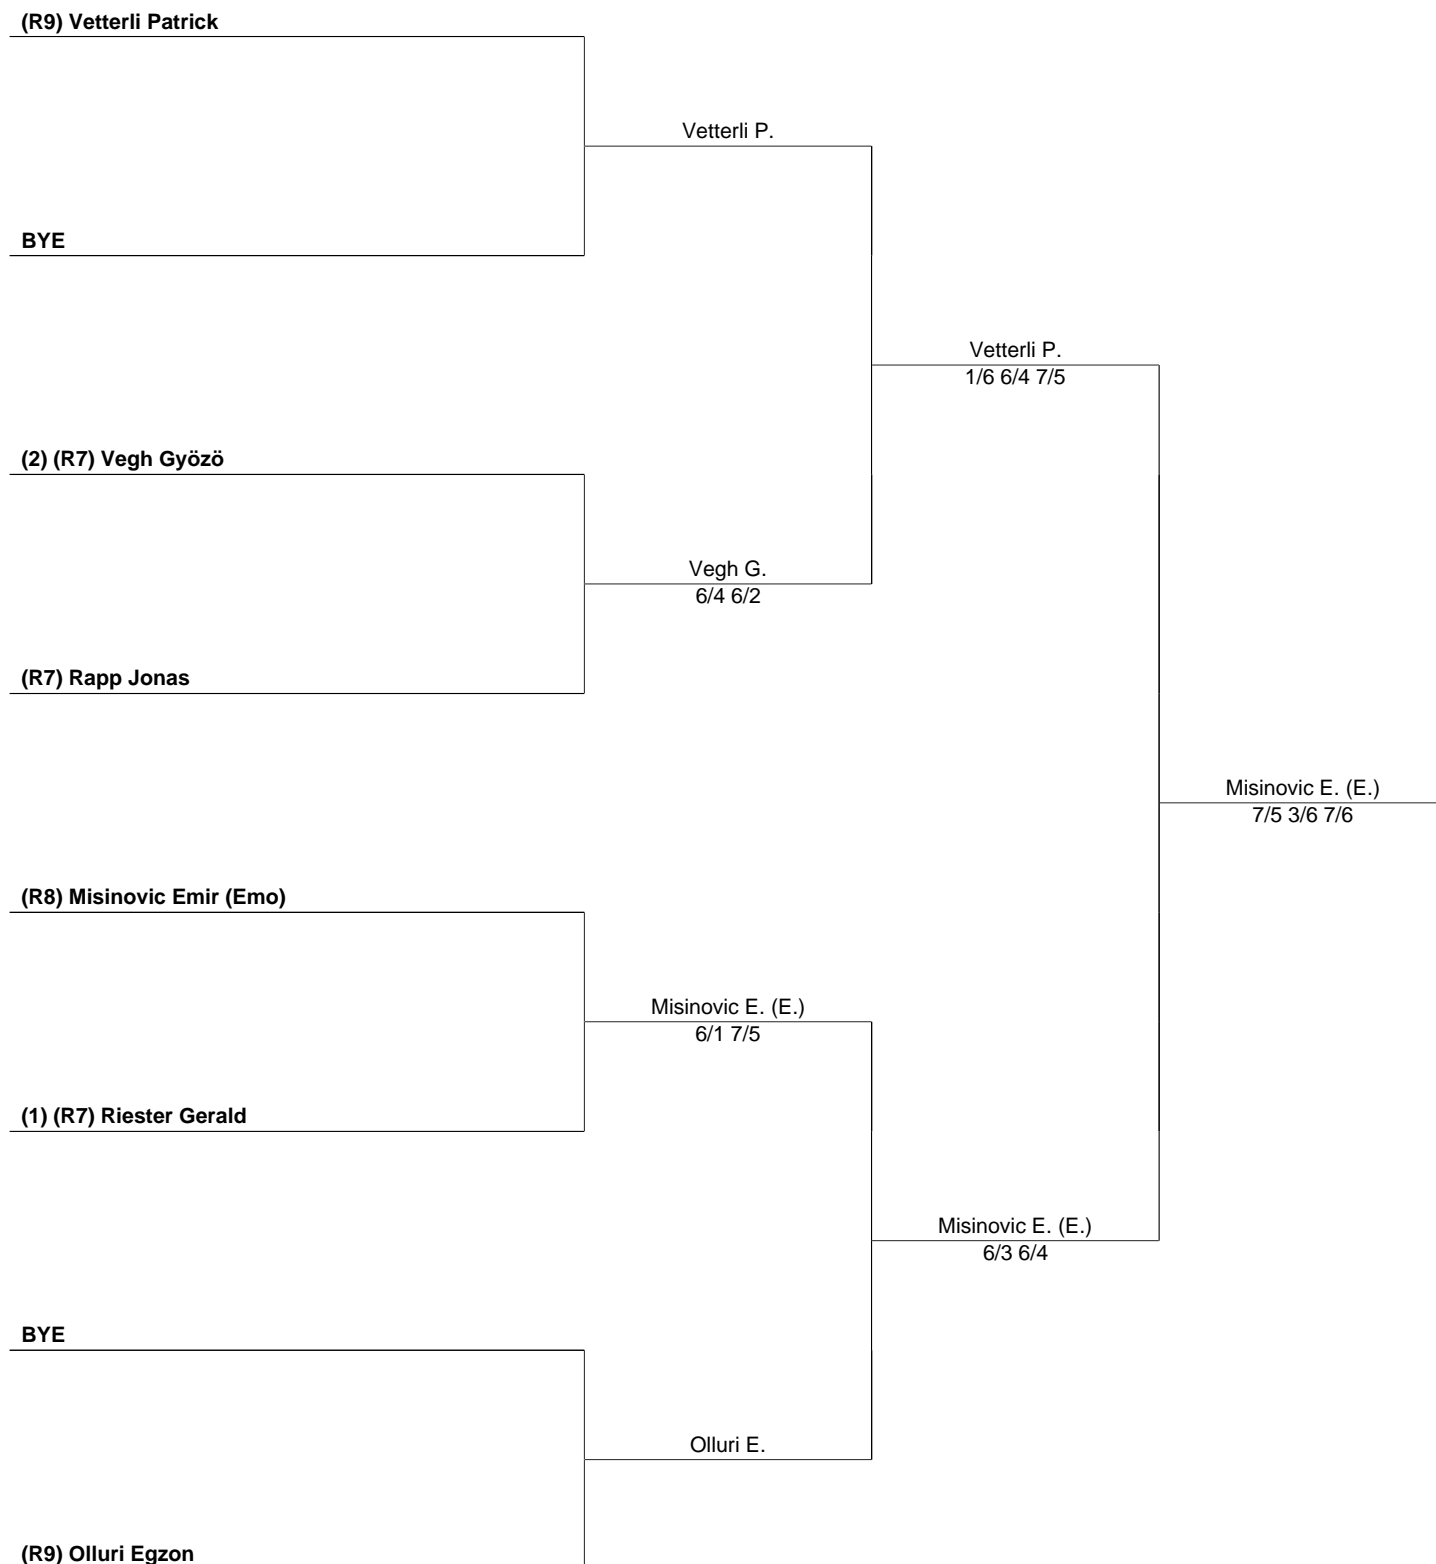 (R9) Vetterli Patrick
Vetterli P.
BYE
Vetterli P.
1/6 6/4 7/5
(2) (R7) Vegh Gyözö
Vegh G.
6/4 6/2
(R7) Rapp Jonas
Misinovic E. (E.)
7/5 3/6 7/6
(R8) Misinovic Emir (Emo)
Misinovic E. (E.)
6/1 7/5
(1) (R7) Riester Gerald
Misinovic E. (E.)
6/3 6/4
BYE
Olluri E.
(R9) Olluri Egzon